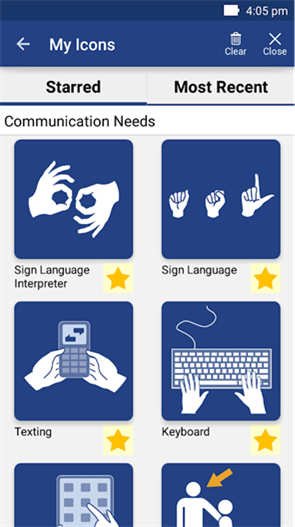 4:05 pm
My Icons
Clear
Close
Starred
Most Recent
Communication Needs
Sign Language
Interpreter
Sign Language
Texting
Keyboard